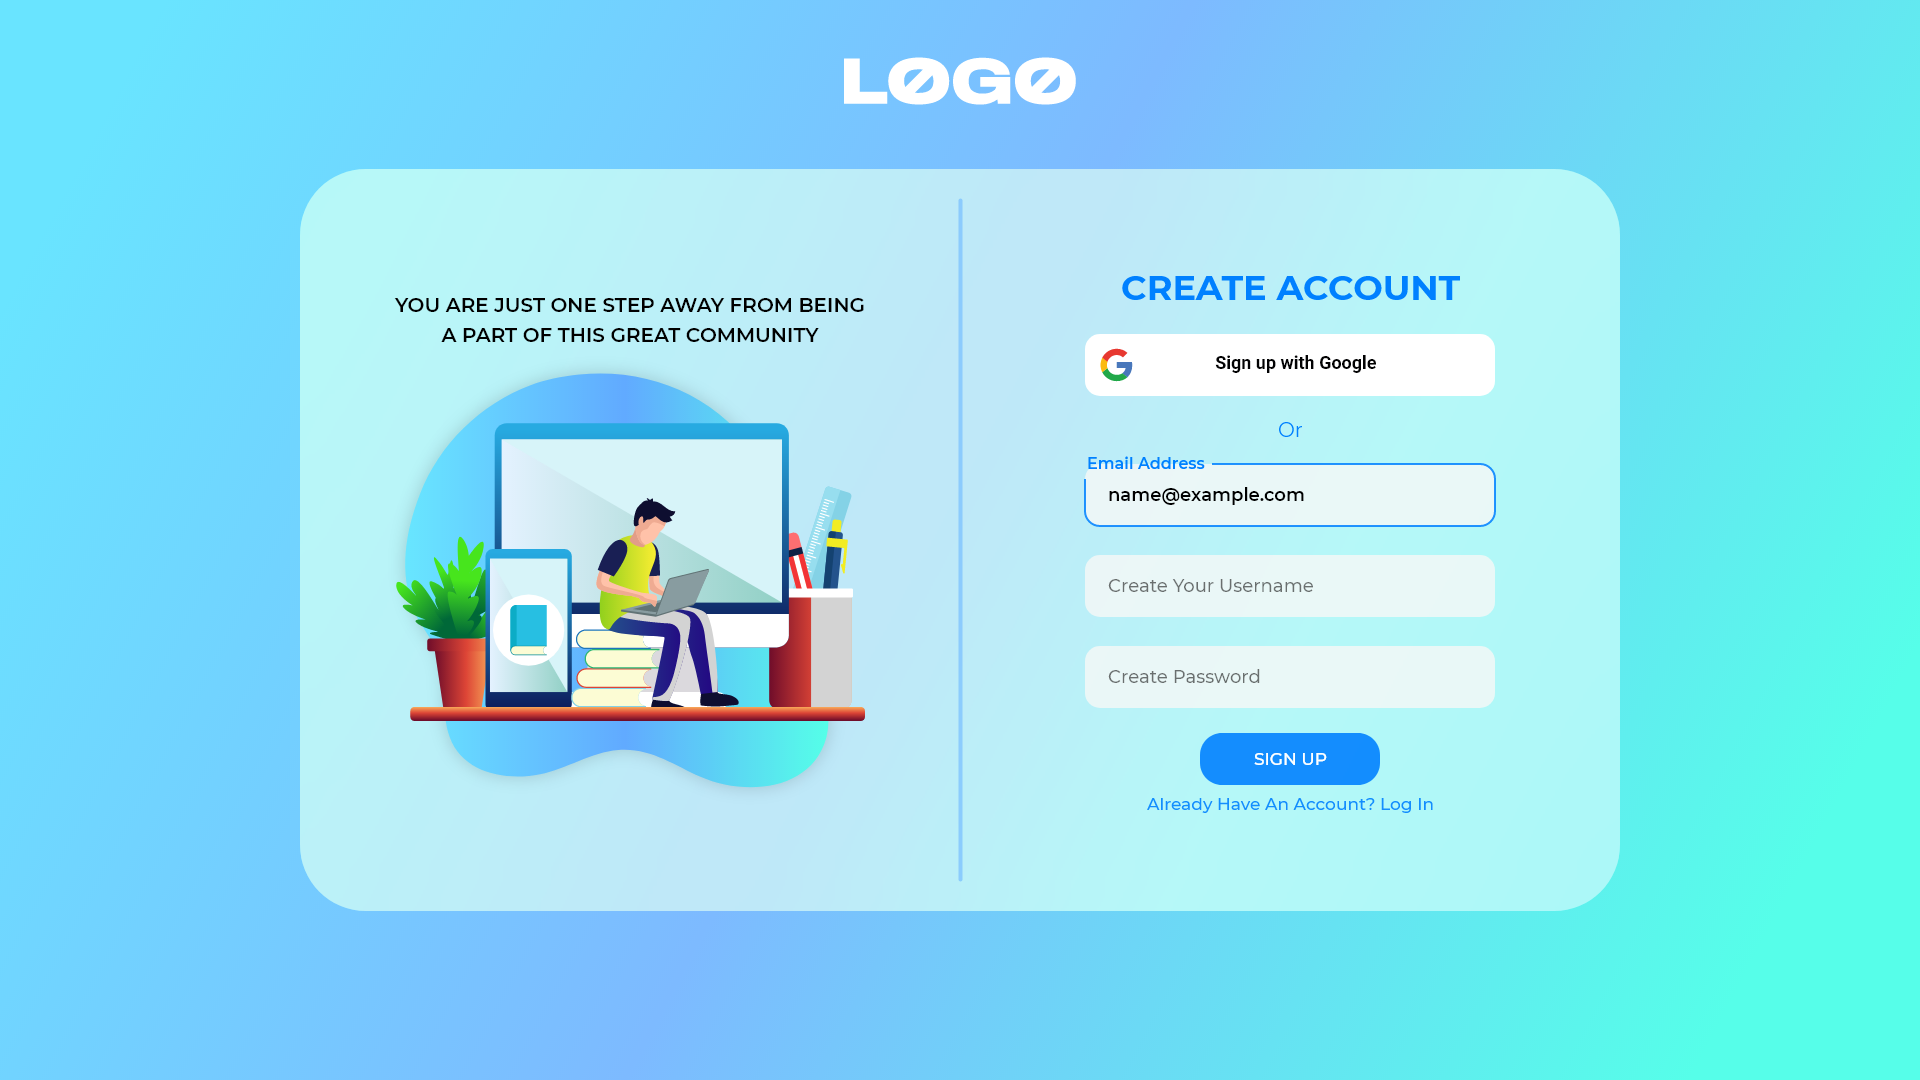 LØGØ
YOU ARE JUST ONE STEP AWAY FROM BEING
A PART OF THIS GREAT COMMUNITY
CREATE ACCOUNT
Sign up with Google
Or
Email Address
name@example.com
Create Your Username
Create Password
SIGN UP
Already Have An Account? Log In